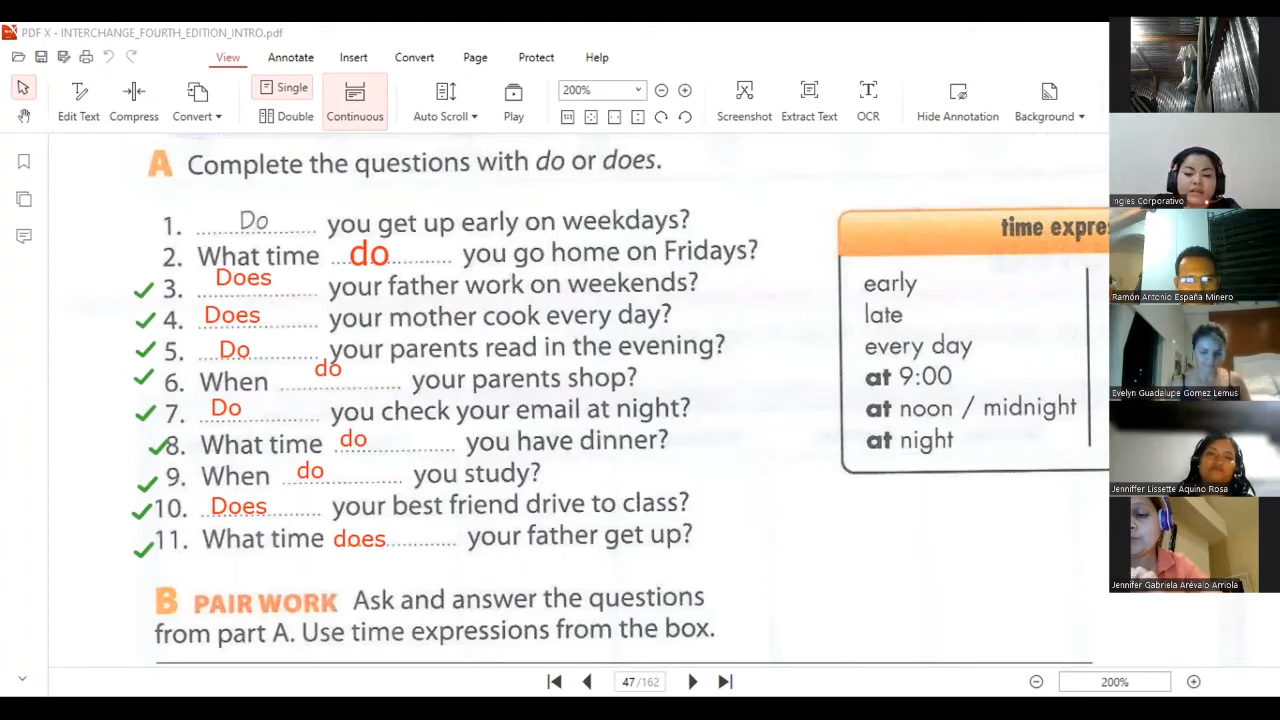 PDF X - INTERCHANGE_FOURTH_EDITION_INTRO.pdf
View Annotate Insert Convert Page Protect Help
Single
200%
Edit Text Compress Convert Double Continuous Auto Scroll Play Screenshot Extract Text OCR Hide Annotation Background
A Complete the questions with do or does.
1. Do you get up early on weekdays?
2. What time do you go home on Fridays?
3. Does your father work on weekends?
4. Does your mother cook every day?
5. Do your parents read in the evening?
6. When do your parents shop?
7. Do you check your email at night?
8. What time do you have dinner?
9. When do you study?
10. Does your best friend drive to class?
11. What time does your father get up?
time expre
early
late
every day
at 9:00
at noon / midnight
at night
B PAIR WORK Ask and answer the questions
from part A. Use time expressions from the box.
47 /162
200%
Ingles Corporativo
Ramón Antonio España Minero
Evelyn Guadalupe Gomez Lemus
Jenniffer Lissette Aquino Rosa
Jennifer Gabriela Arévalo Arriola